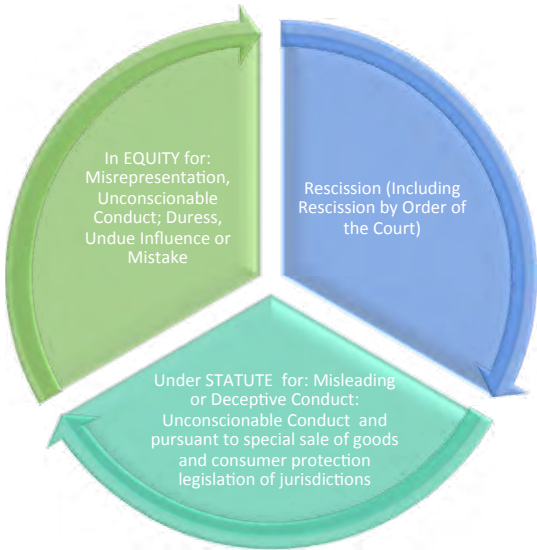 In EQUITY for:
Misrepresentation,
Unconscionable
Conduct; Duress,
Undue Influence or
Mistake
Rescission (Including
Rescission by Order of
the Court)
Under STATUTE for: Misleading
or Deceptive Conduct:
Unconscionable Conduct and
pursuant to special sale of goods
and consumer protection
legislation of jurisdictions